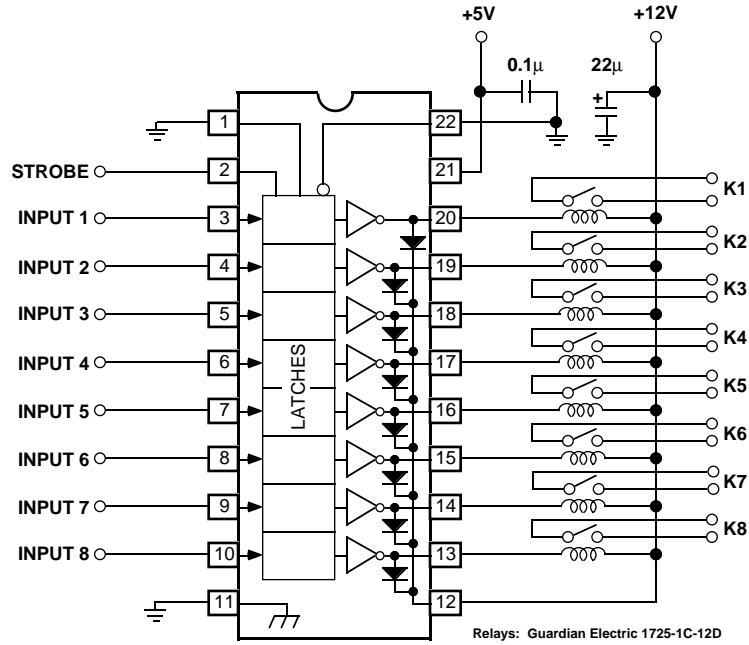 +5V
+12V
0.1μ
22μ
+
1
22
STROBE
2
21
INPUT 1
3
20
K1
INPUT 2
4
19
K2
INPUT 3
5
18
K3
INPUT 4
6
17
K4
LATCHES
INPUT 5
7
16
K5
INPUT 6
8
15
K6
INPUT 7
9
14
K7
INPUT 8
10
13
K8
11
12
Relays: Guardian Electric 1725-1C-12D